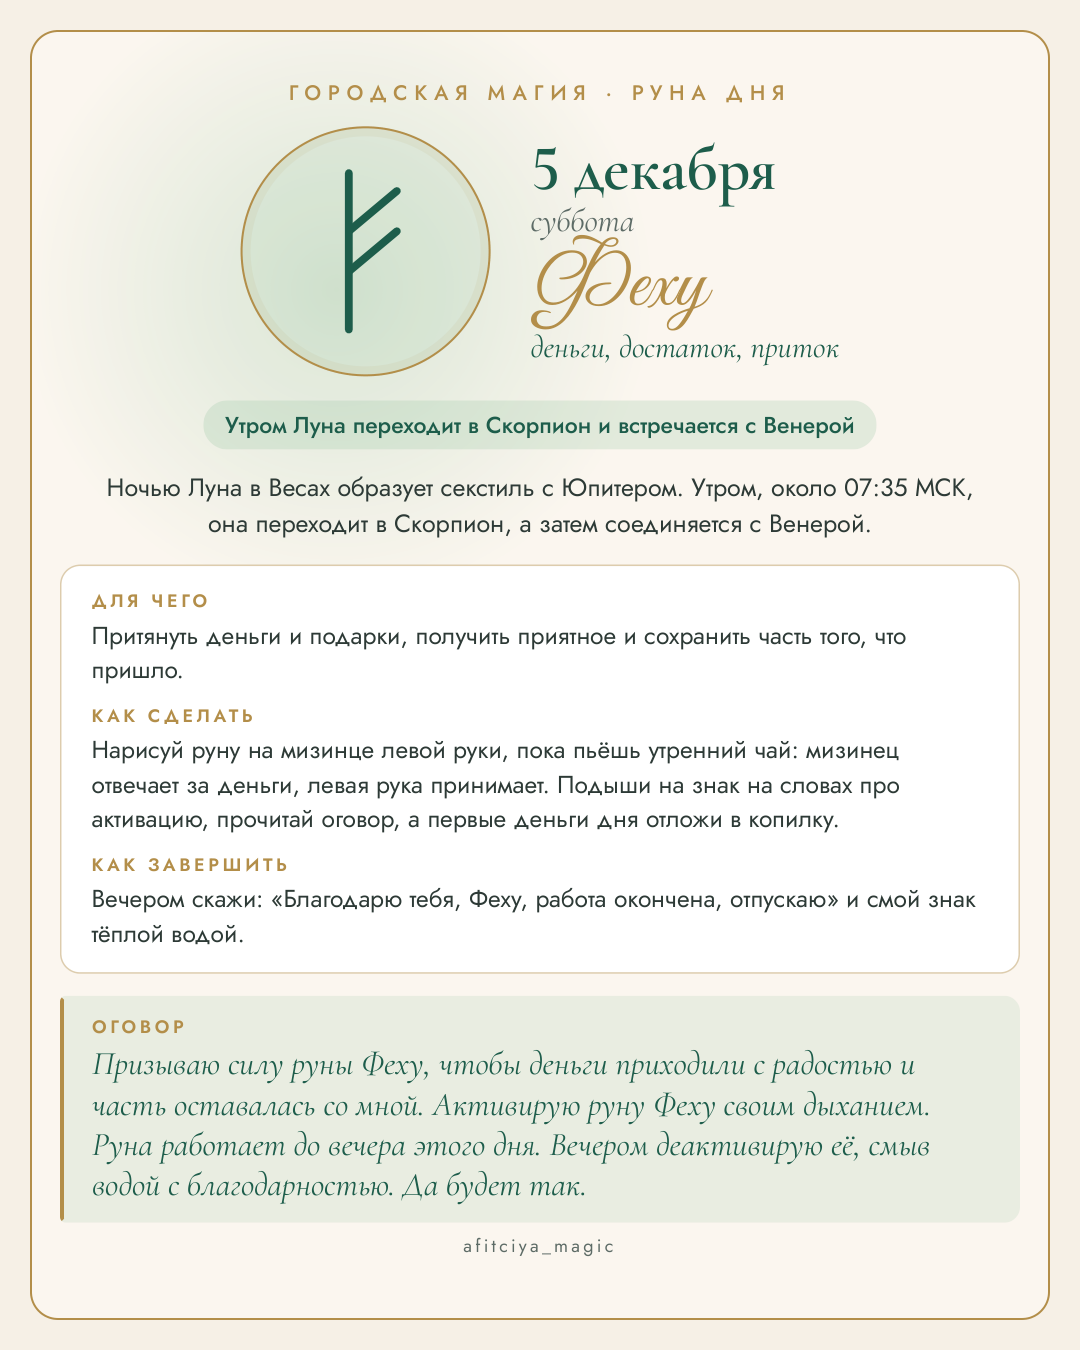 ГОРОДСКАЯ МАГИЯ · РУНА ДНЯ
5 декабря
суббота
Феху
деньги, достаток, приток
Утром Луна переходит в Скорпион и встречается с Венерой
Ночью Луна в Весах образует секстиль с Юпитером. Утром, около 07:35 МСК,
она переходит в Скорпион, а затем соединяется с Венерой.
ДЛЯ ЧЕГО
Притянуть деньги и подарки, получить приятное и сохранить часть того, что
пришло.
КАК СДЕЛАТЬ
Нарисуй руну на мизинце левой руки, пока пьёшь утренний чай: мизинец
отвечает за деньги, левая рука принимает. Подыши на знак на словах про
активацию, прочитай оговор, а первые деньги дня отложи в копилку.
КАК ЗАВЕРШИТЬ
Вечером скажи: «Благодарю тебя, Феху, работа окончена, отпускаю» и смой знак
тёплой водой.
ОГОВОР
Призываю силу руны Феху, чтобы деньги приходили с радостью и
часть оставалась со мной. Активирую руну Феху своим дыханием.
Руна работает до вечера этого дня. Вечером деактивирую её, смыв
водой с благодарностью. Да будет так.
afitciya_magic